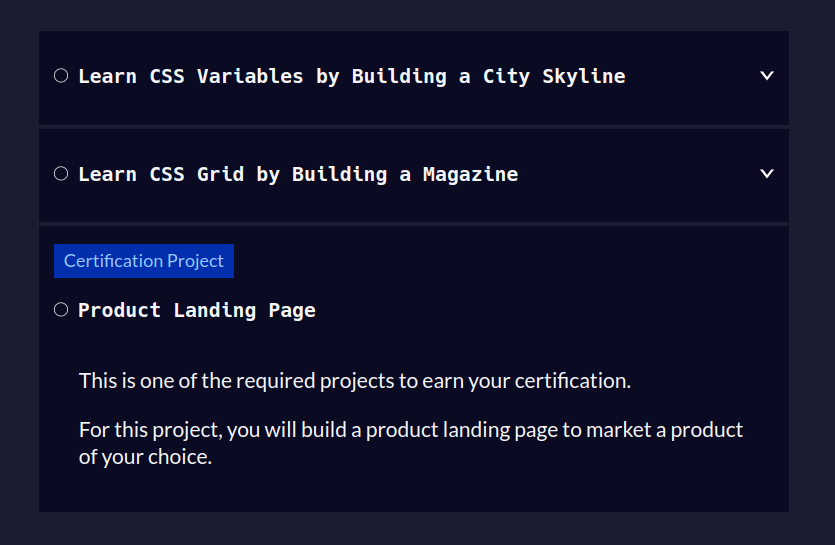 Learn CSS Variables by Building a City Skyline
Learn CSS Grid by Building a Magazine
Certification Project
Product Landing Page
This is one of the required projects to earn your certification.
For this project, you will build a product landing page to market a product
of your choice.